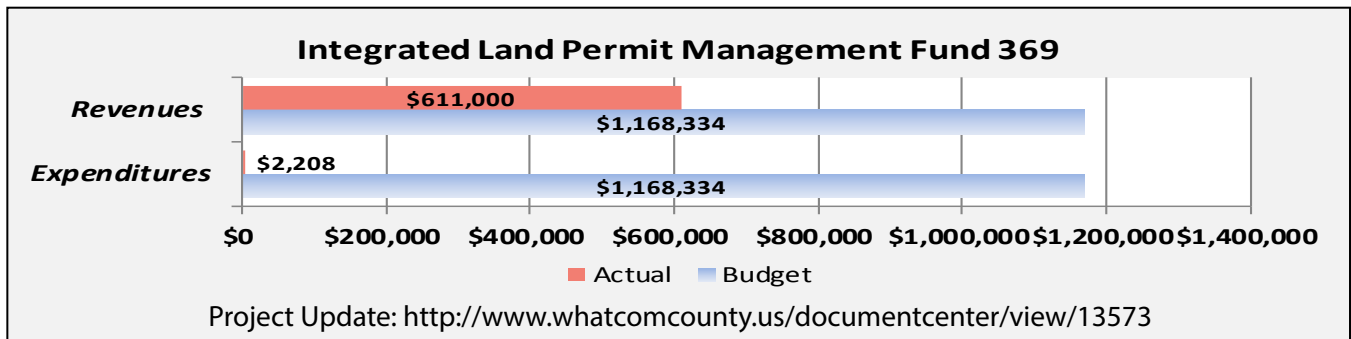 Integrated Land Permit Management Fund 369
Revenues
$611,000
$1,168,334
Expenditures
$2,208
$1,168,334
$0 $200,000 $400,000 $600,000 $800,000 $1,000,000 $1,200,000 $1,400,000
Actual Budget
Project Update: http://www.whatcomcounty.us/documentcenter/view/13573